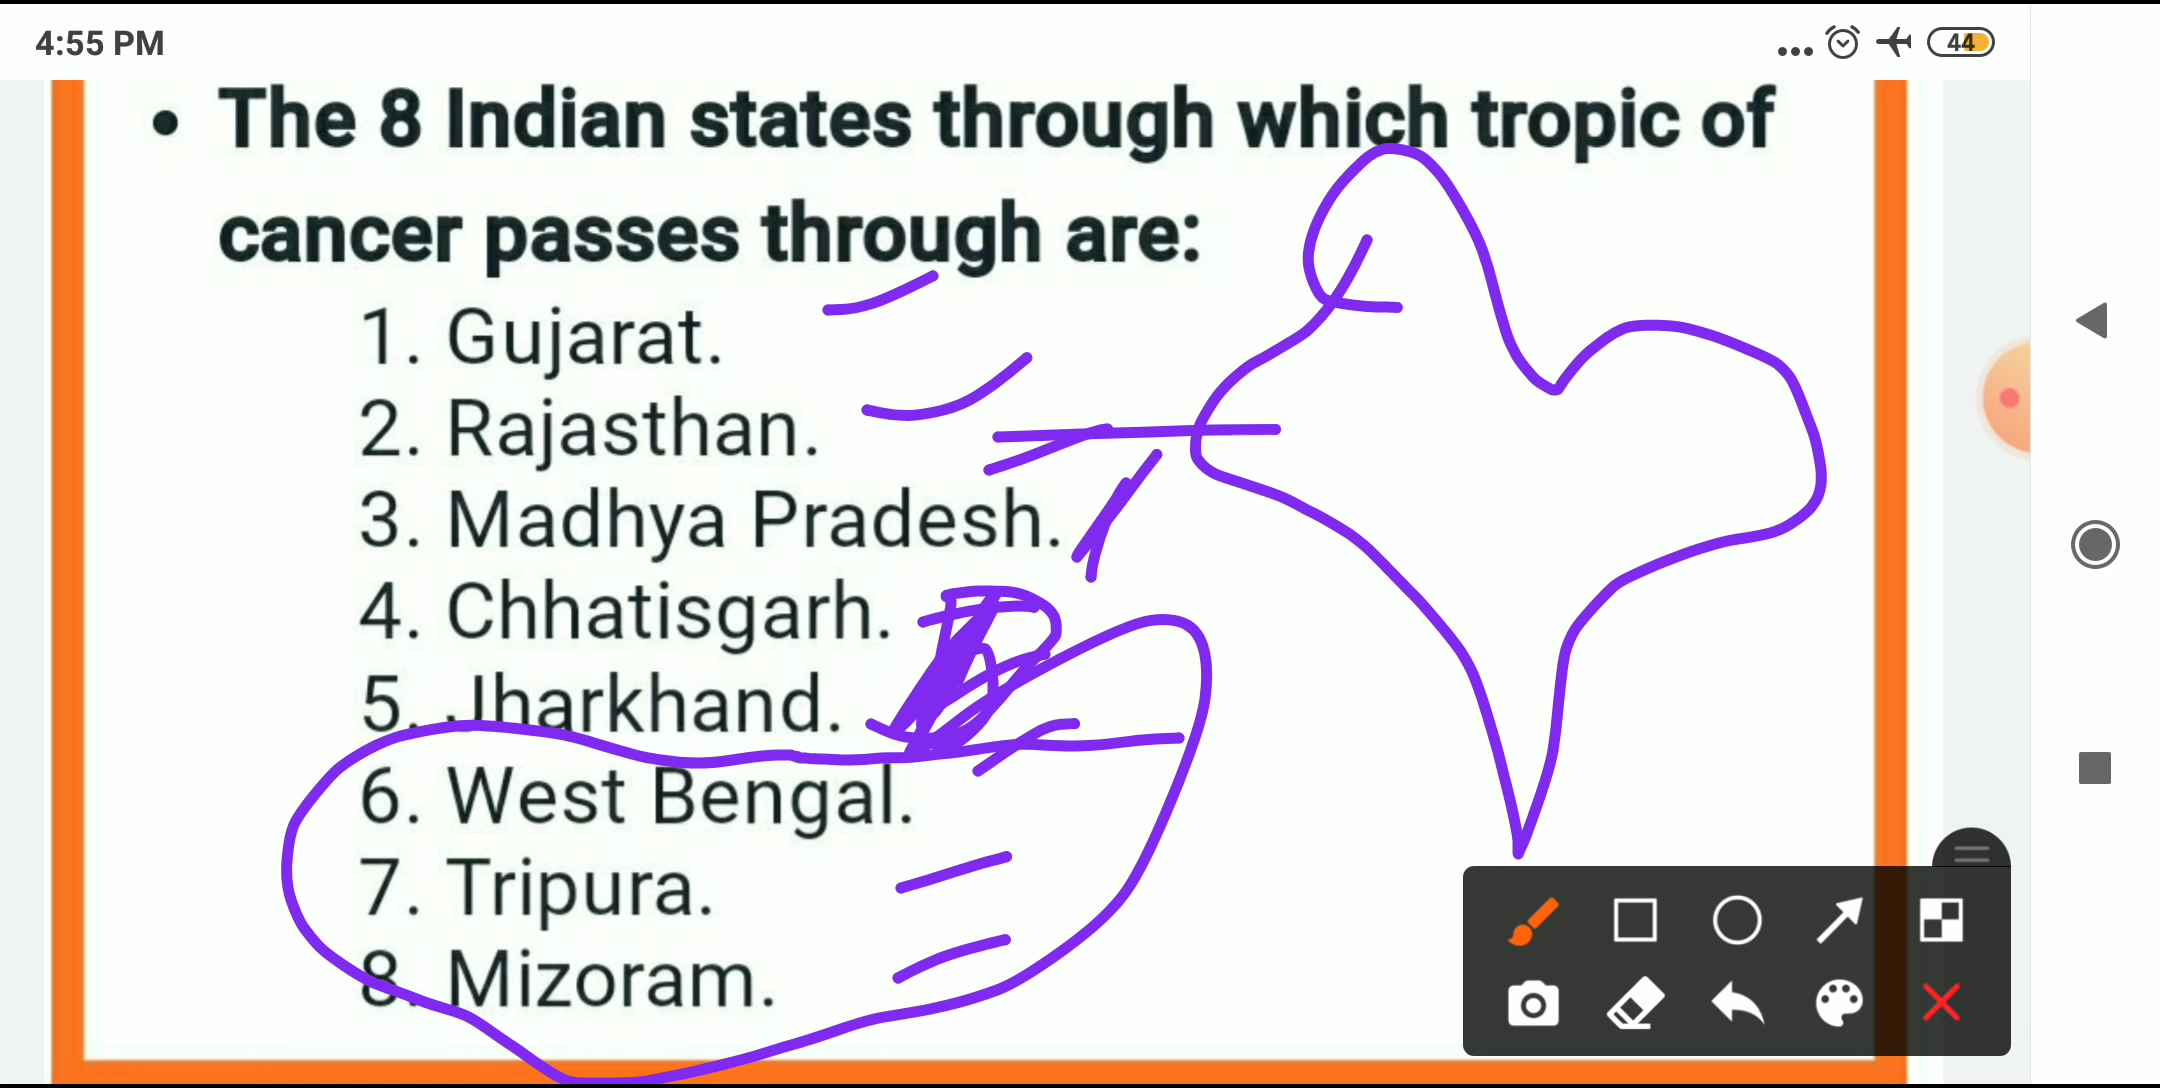 4:55 PM
44
• The 8 Indian states through which tropic of
cancer passes through are:
1. Gujarat.
2. Rajasthan.
3. Madhya Pradesh.
4. Chhatisgarh.
5. Jharkhand.
6. West Bengal.
7. Tripura.
8. Mizoram.